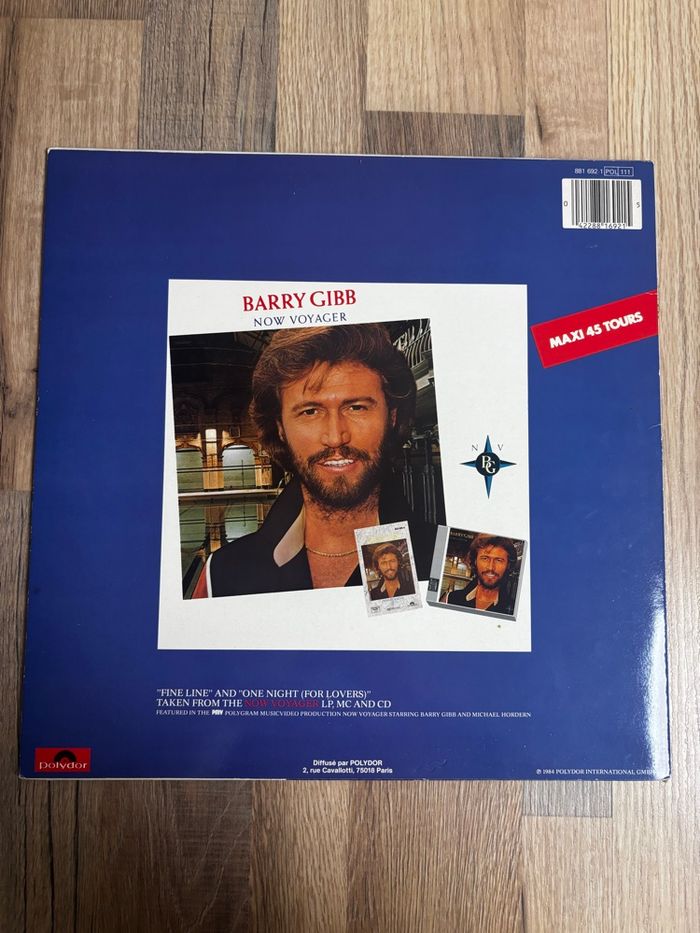 881 692-1 POL 111
0 42288 16921 5
BARRY GIBB
NOW VOYAGER
MAXI 45 TOURS
N V
BG
"FINE LINE" AND "ONE NIGHT (FOR LOVERS)"
TAKEN FROM THE NOW VOYAGER LP, MC AND CD
FEATURED IN THE PMV POLYGRAM MUSICVIDEO PRODUCTION NOW VOYAGER STARRING BARRY GIBB AND MICHAEL HORDERN
polydor
Diffusé par POLYDOR
2, rue Cavallotti, 75018 Paris
℗ 1984 POLYDOR INTERNATIONAL GMBH